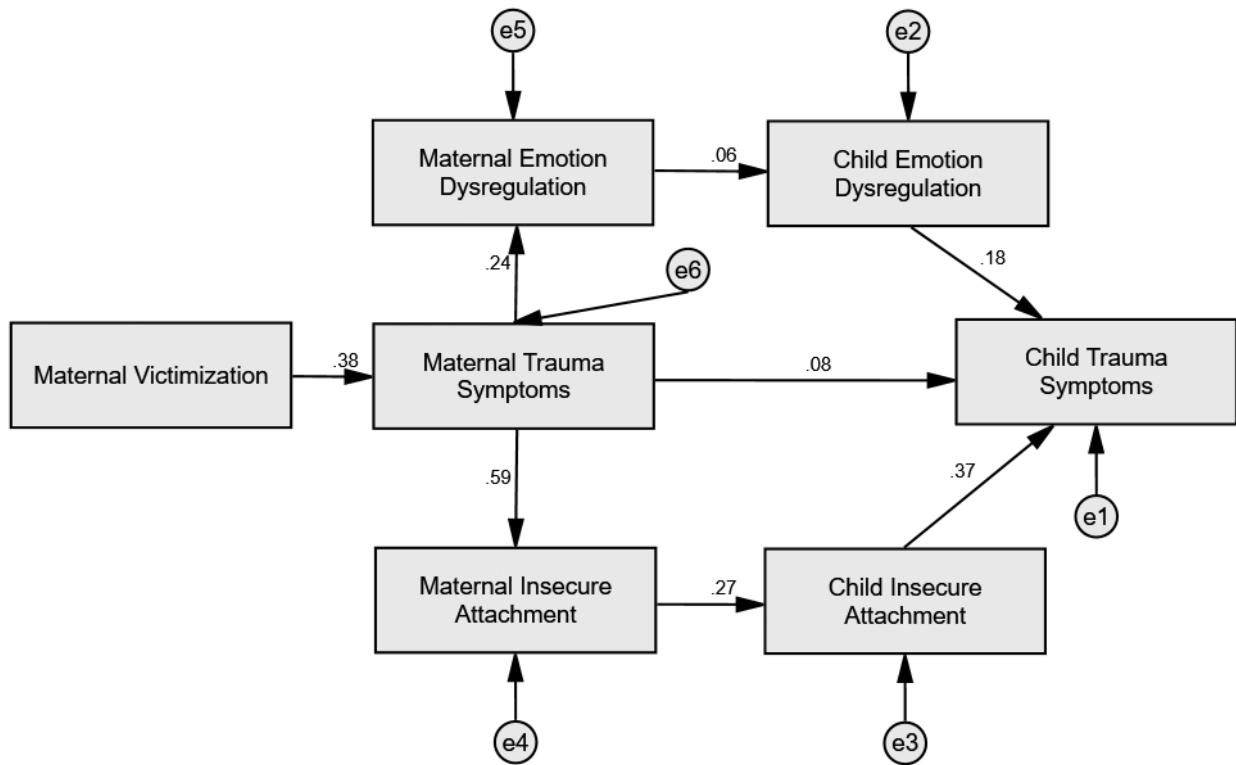 e5
e2
Maternal Emotion
Dysregulation
.06
Child Emotion
Dysregulation
.24
e6
.18
Maternal Victimization
.38
Maternal Trauma
Symptoms
.08
Child Trauma
Symptoms
.59
.37
e1
Maternal Insecure
Attachment
.27
Child Insecure
Attachment
e4
e3